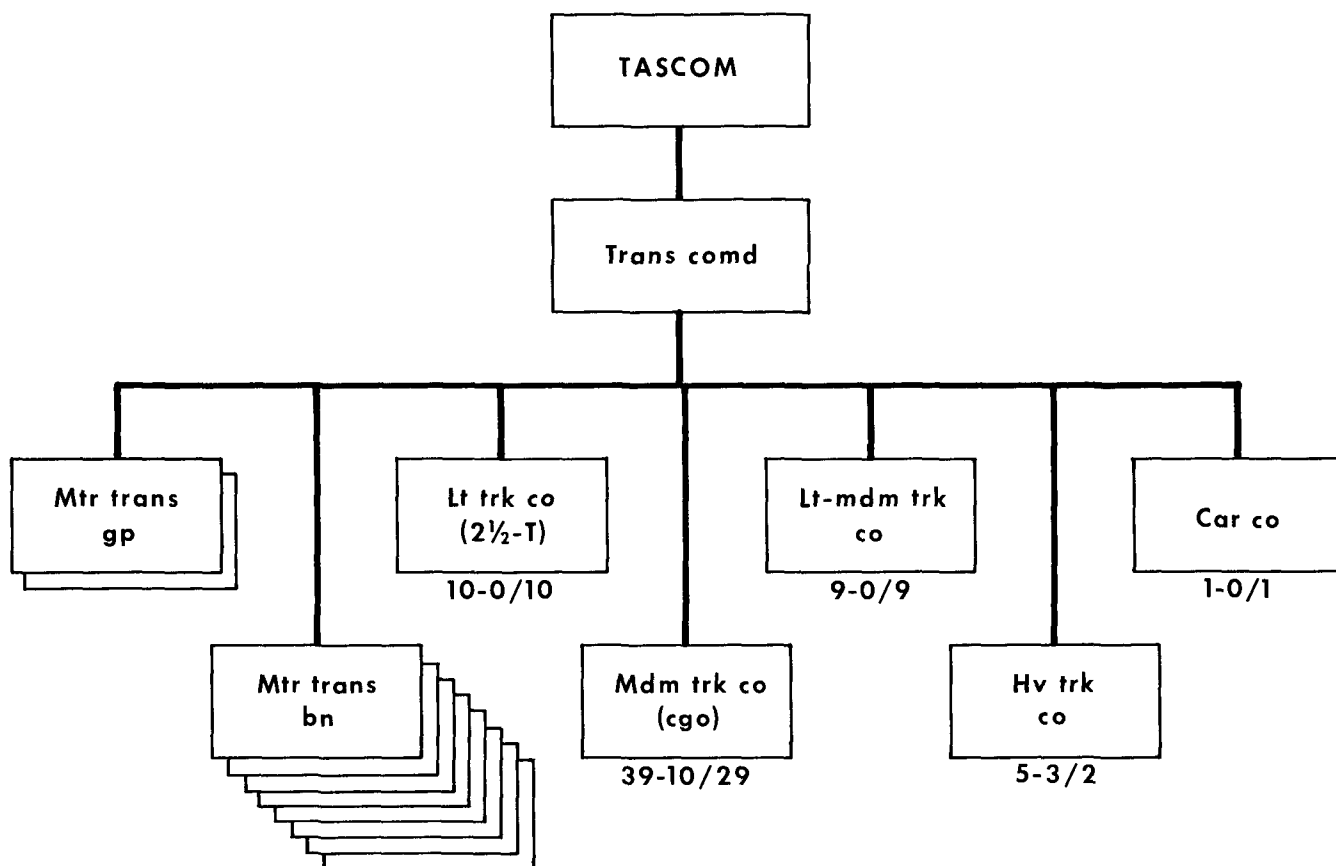 TASCOM
Trans comd
Mtr trans
gp
Lt trk co
(2½-T)
10-0/10
Lt-mdm trk
co
9-0/9
Car co
1-0/1
Mtr trans
bn
Mdm trk co
(cgo)
39-10/29
Hv trk
co
5-3/2